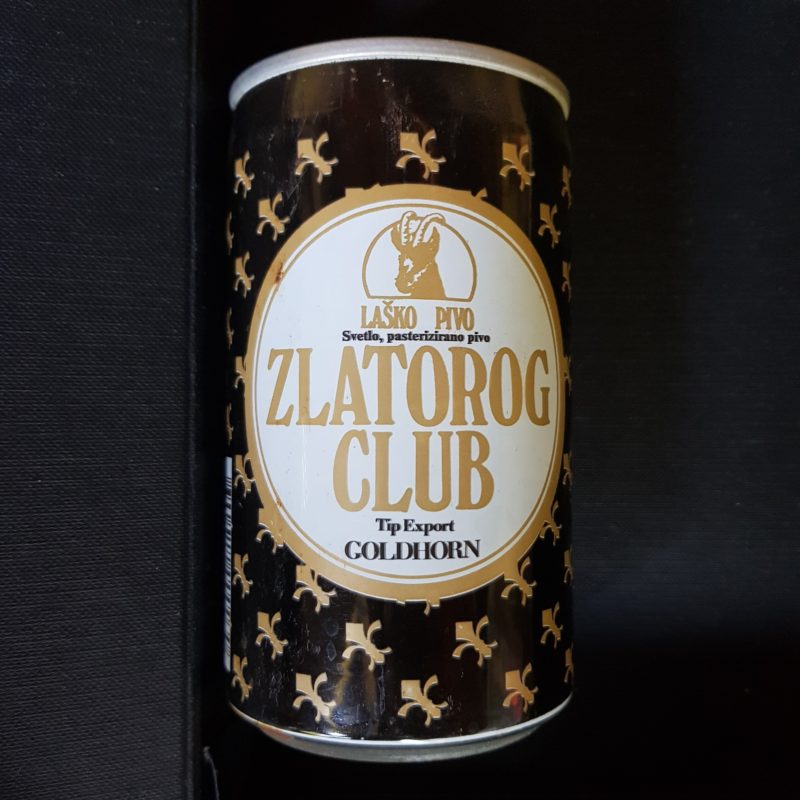 LAŠKO PIVO
Svetlo, pasterizirano pivo
ZLATOROG
CLUB
Tip Export
GOLDHORN